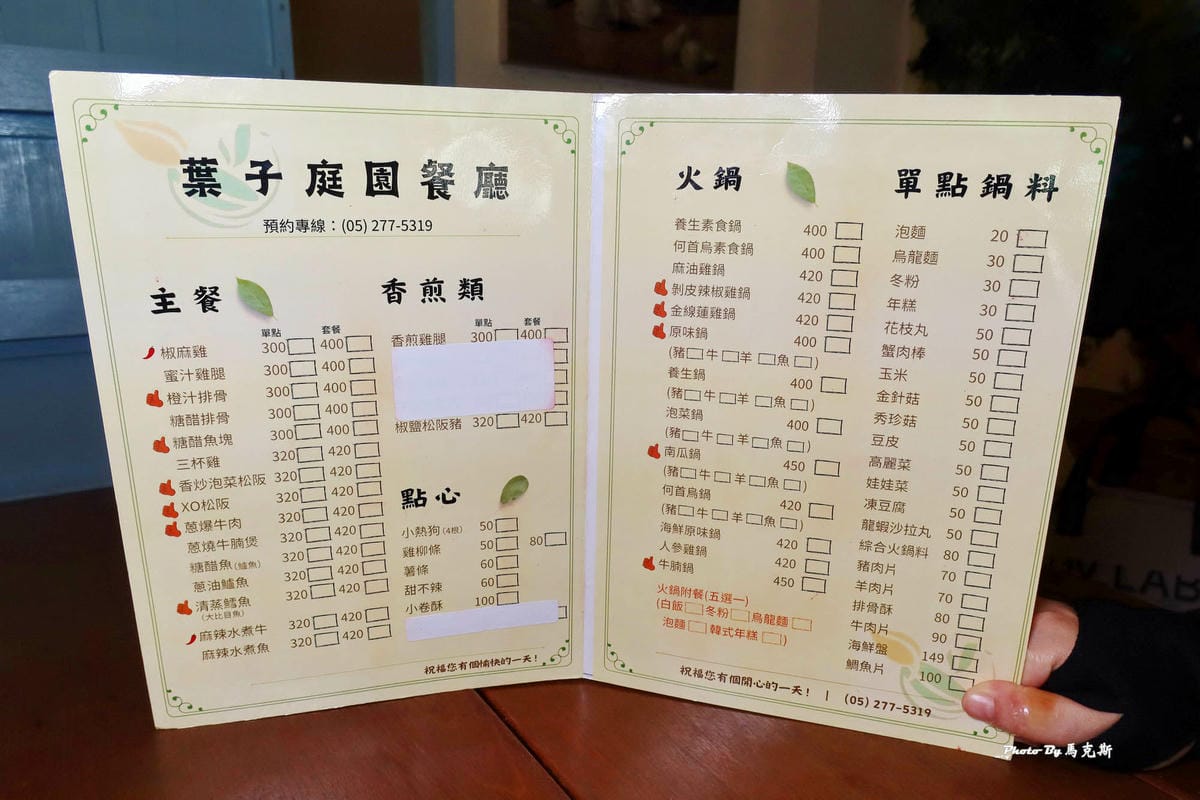 葉子庭園餐廳
預約專線：(05) 277-5319
主餐
單點 套餐
椒麻雞 300 400
蜜汁雞腿 300 400
橙汁排骨 300 400
糖醋排骨 300 400
糖醋魚塊 300 400
三杯雞 320 420
香炒泡菜松阪 320 420
XO松阪 320 420
蔥爆牛肉 320 420
蔥燒牛腩煲 320 420
糖醋魚(鱸魚) 320 420
蔥油鱸魚 320 420
清蒸鱈魚 320 420
(大比目魚)
麻辣水煮牛 320 420
麻辣水煮魚 320 420
香煎類
單點 套餐
香煎雞腿 300 400
椒鹽松阪豬 320 420
點心
小熱狗(4根) 50 80
雞柳條 50
薯條 60
甜不辣 60
小卷酥 100
祝福您有個愉快的一天！
火鍋
養生素食鍋 400
何首烏素食鍋 400
麻油雞鍋 420
剝皮辣椒雞鍋 420
金線蓮雞鍋 420
原味鍋 400
(豬 牛 羊 魚 )
養生鍋 400
(豬 牛 羊 魚 )
泡菜鍋 400
(豬 牛 羊 魚 )
南瓜鍋 450
(豬 牛 羊 魚 )
何首烏鍋 420
(豬 牛 羊 魚 )
海鮮原味鍋 420
人參雞鍋 420
牛腩鍋 450
火鍋附餐(五選一)
(白飯 冬粉 烏龍麵
泡麵 韓式年糕 )
單點鍋料
泡麵 20
烏龍麵 30
冬粉 30
年糕 30
花枝丸 50
蟹肉棒 50
玉米 50
金針菇 50
秀珍菇 50
豆皮 50
高麗菜 50
娃娃菜 50
凍豆腐 50
龍蝦沙拉丸 50
綜合火鍋料 80
豬肉片 70
羊肉片 70
排骨酥 70
牛肉片 90
海鮮盤 149
鯛魚片 100
祝福您有個開心的一天！ | (05) 277-5319
Photo By 馬克斯